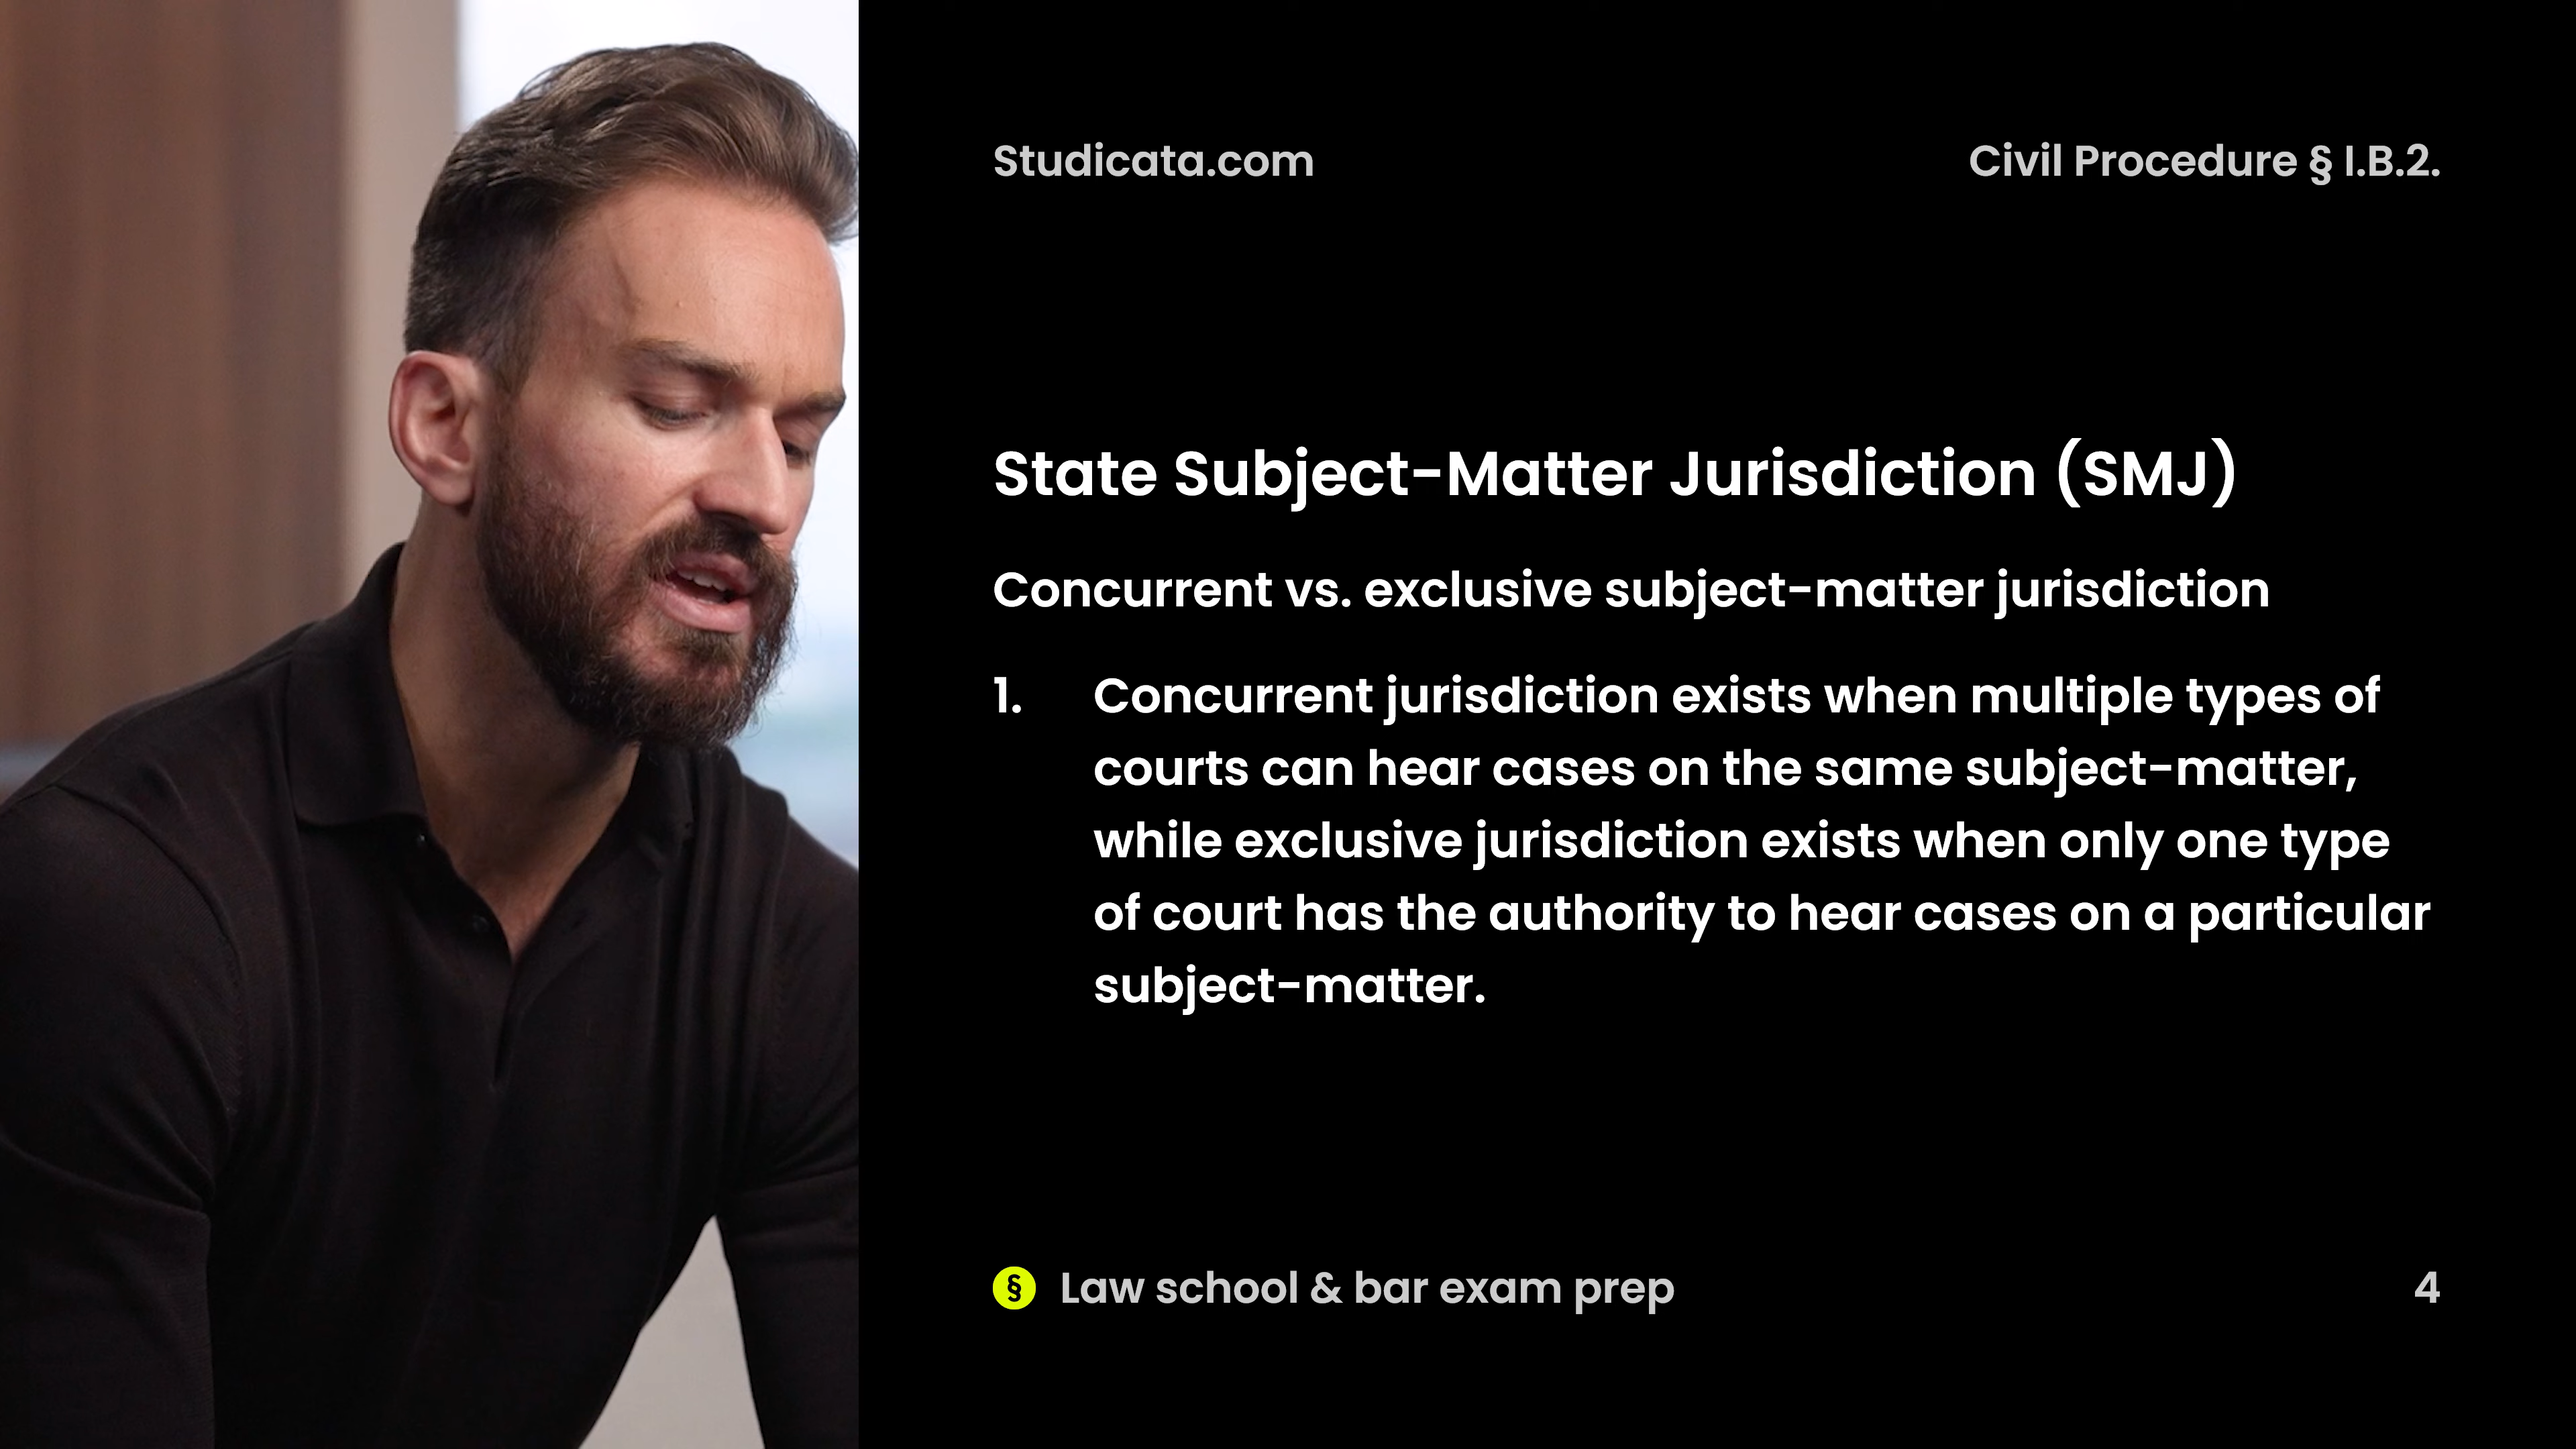 Studicata.com
Civil Procedure § I.B.2.
State Subject-Matter Jurisdiction (SMJ)
Concurrent vs. exclusive subject-matter jurisdiction
1. Concurrent jurisdiction exists when multiple types of
courts can hear cases on the same subject-matter,
while exclusive jurisdiction exists when only one type
of court has the authority to hear cases on a particular
subject-matter.
§ Law school & bar exam prep
4